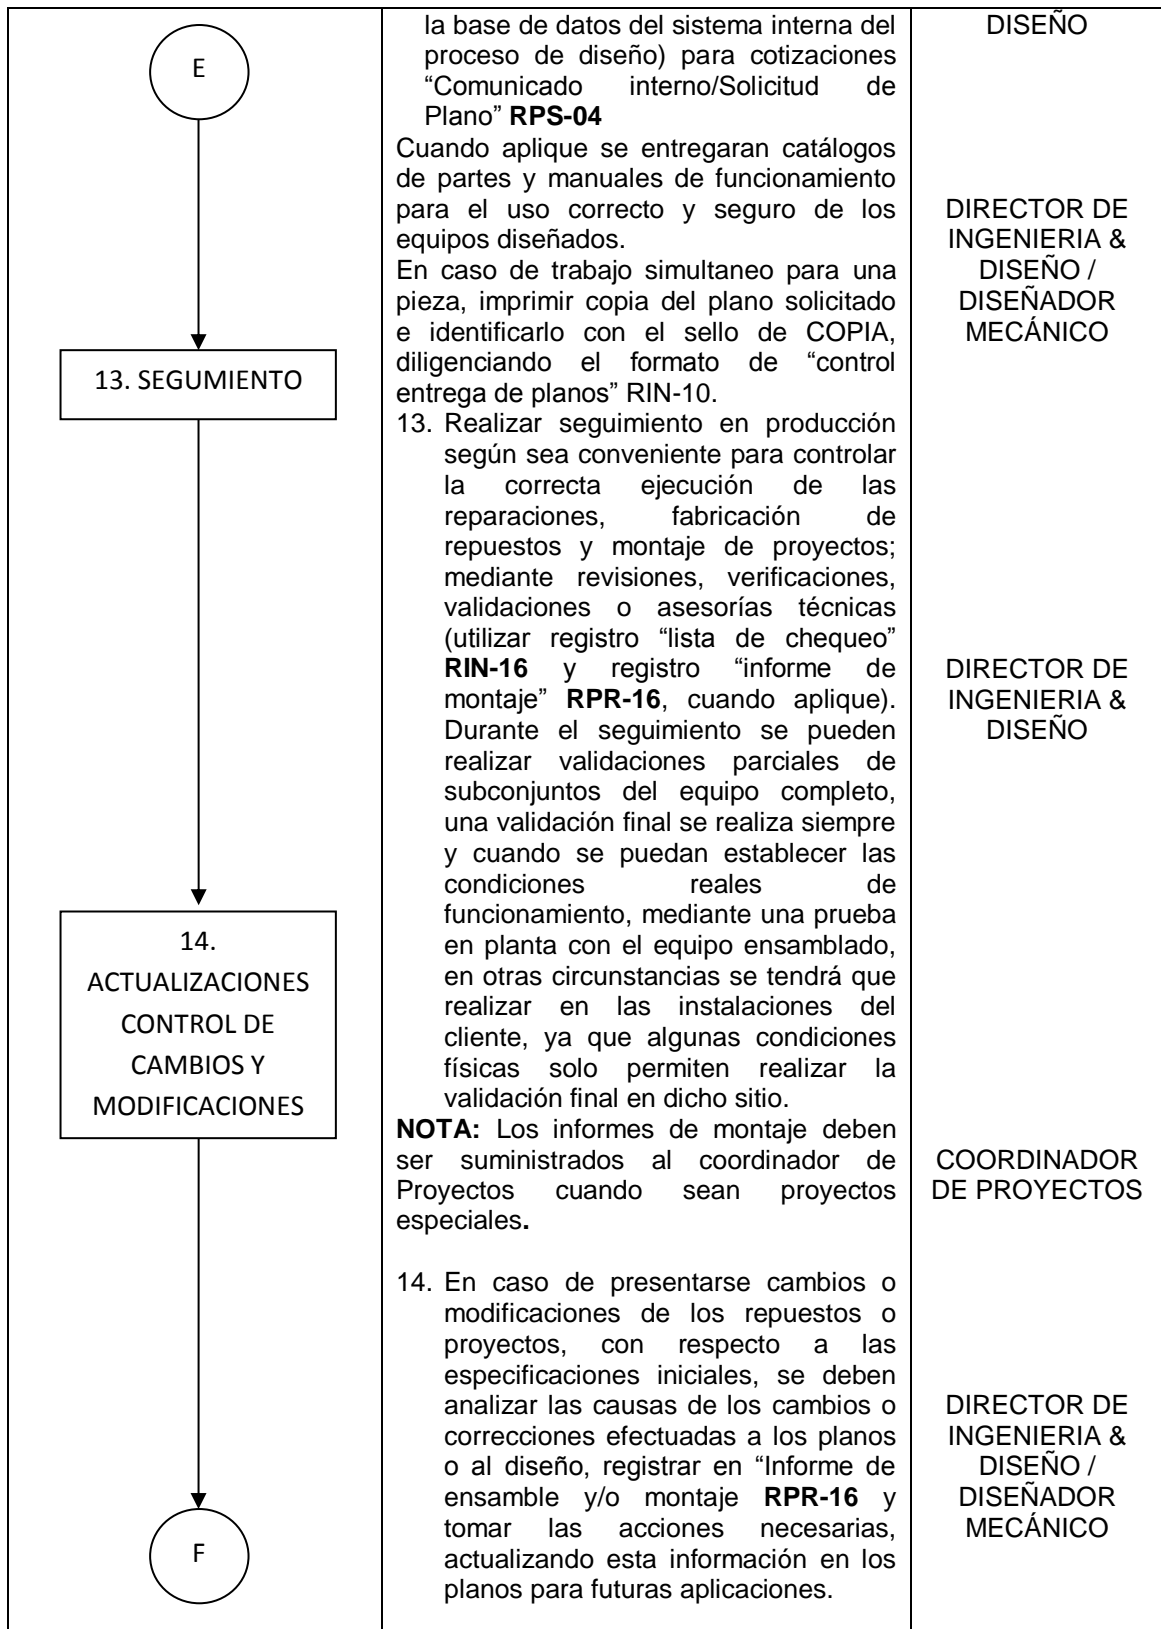 E
13. SEGUMIENTO
14.
ACTUALIZACIONES
CONTROL DE
CAMBIOS Y
MODIFICACIONES
F
la base de datos del sistema interna del
proceso de diseño) para cotizaciones
“Comunicado interno/Solicitud de
Plano” RPS-04
Cuando aplique se entregaran catálogos
de partes y manuales de funcionamiento
para el uso correcto y seguro de los
equipos diseñados.
En caso de trabajo simultaneo para una
pieza, imprimir copia del plano solicitado
e identificarlo con el sello de COPIA,
diligenciando el formato de “control
entrega de planos” RIN-10.
13. Realizar seguimiento en producción
según sea conveniente para controlar
la correcta ejecución de las
reparaciones, fabricación de
repuestos y montaje de proyectos;
mediante revisiones, verificaciones,
validaciones o asesorías técnicas
(utilizar registro “lista de chequeo”
RIN-16 y registro “informe de
montaje” RPR-16, cuando aplique).
Durante el seguimiento se pueden
realizar validaciones parciales de
subconjuntos del equipo completo,
una validación final se realiza siempre
y cuando se puedan establecer las
condiciones reales de
funcionamiento, mediante una prueba
en planta con el equipo ensamblado,
en otras circunstancias se tendrá que
realizar en las instalaciones del
cliente, ya que algunas condiciones
físicas solo permiten realizar la
validación final en dicho sitio.
NOTA: Los informes de montaje deben
ser suministrados al coordinador de
Proyectos cuando sean proyectos
especiales.
14. En caso de presentarse cambios o
modificaciones de los repuestos o
proyectos, con respecto a las
especificaciones iniciales, se deben
analizar las causas de los cambios o
correcciones efectuadas a los planos
o al diseño, registrar en “Informe de
ensamble y/o montaje RPR-16 y
tomar las acciones necesarias,
actualizando esta información en los
planos para futuras aplicaciones.
DISEÑO
DIRECTOR DE
INGENIERIA &
DISEÑO /
DISEÑADOR
MECÁNICO
DIRECTOR DE
INGENIERIA &
DISEÑO
COORDINADOR
DE PROYECTOS
DIRECTOR DE
INGENIERIA &
DISEÑO /
DISEÑADOR
MECÁNICO